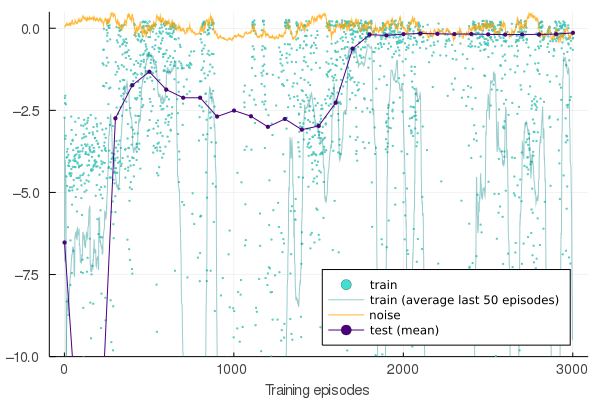 0.0
−2.5
−5.0
−7.5
−10.0
0
1000
2000
3000
Training episodes
train
train (average last 50 episodes)
noise
test (mean)